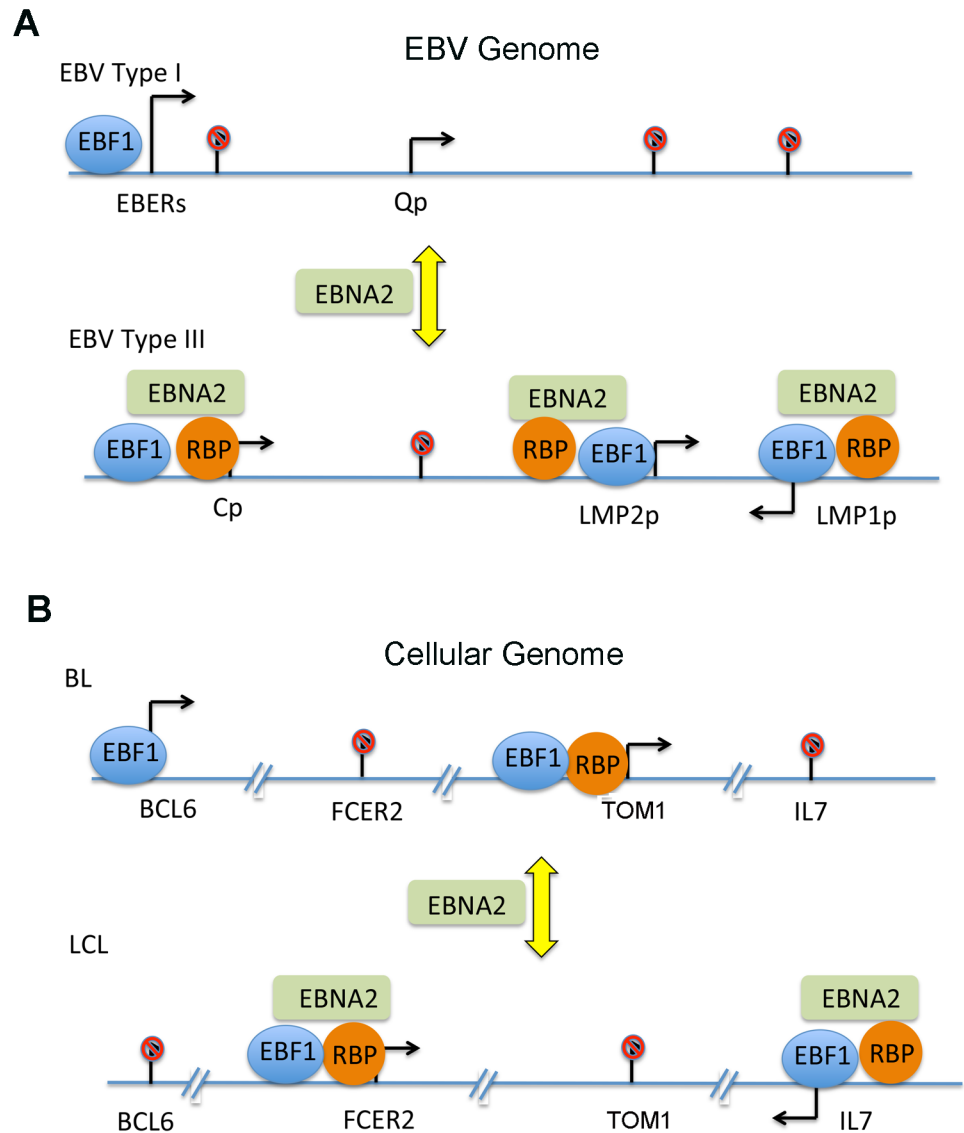 A
EBV Genome
EBV Type I
EBF1
EBERs
Qp
EBNA2
EBV Type III
EBNA2 EBNA2 EBNA2
EBF1 RBP RBP EBF1 EBF1 RBP
Cp LMP2p LMP1p
B
Cellular Genome
BL
EBF1 EBF1 RBP
BCL6 FCER2 TOM1 IL7
EBNA2
LCL
EBNA2 EBNA2
EBF1 RBP EBF1 RBP
BCL6 FCER2 TOM1 IL7